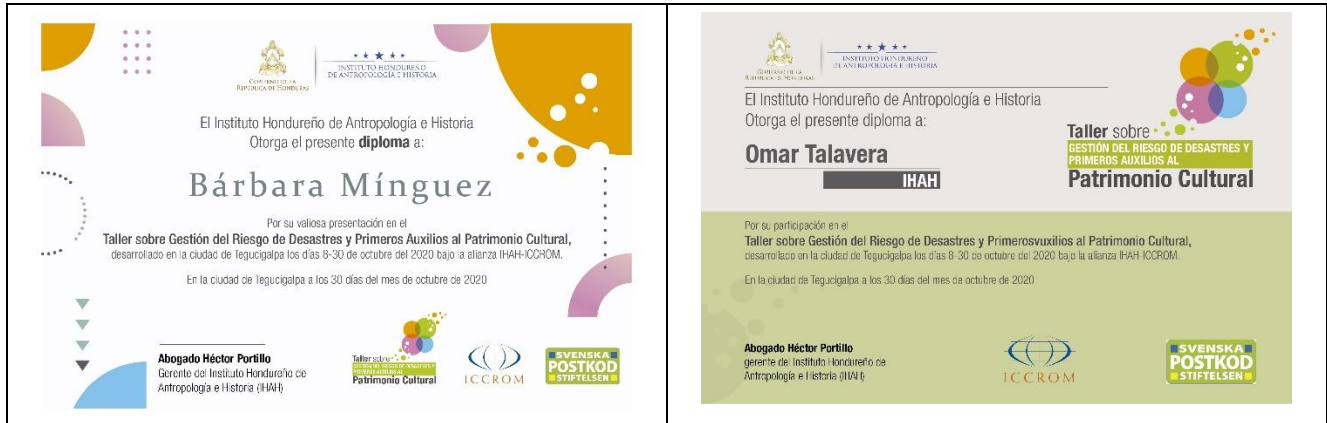 GOBIERNO DE LA
REPÚBLICA DE HONDURAS
INSTITUTO HONDUREÑO
DE ANTROPOLOGÍA E HISTORIA
El Instituto Hondureño de Antropología e Historia
Otorga el presente diploma a:
Bárbara Mínguez
Por su valiosa presentación en el
Taller sobre Gestión del Riesgo de Desastres y Primeros Auxilios al Patrimonio Cultural,
desarrollado en la ciudad de Tegucigalpa los días 8-30 de octubre del 2020 bajo la alianza IHAH-ICCROM.
En la ciudad de Tegucigalpa a los 30 días del mes de octubre de 2020
Abogado Héctor Portillo
Gerente del Instituto Hondureño de
Antropología e Historia (IHAH)
Taller sobre
GESTIÓN DEL RIESGO DE DESASTRES Y
PRIMEROS AUXILIOS AL
Patrimonio Cultural
ICCROM
SVENSKA
POSTKOD
STIFTELSEN
GOBIERNO DE LA
REPÚBLICA DE HONDURAS
INSTITUTO HONDUREÑO
DE ANTROPOLOGÍA E HISTORIA
El Instituto Hondureño de Antropología e Historia
Otorga el presente diploma a:
Omar Talavera
IHAH
Taller sobre
GESTIÓN DEL RIESGO DE DESASTRES Y
PRIMEROS AUXILIOS AL
Patrimonio Cultural
Por su participación en el
Taller sobre Gestión del Riesgo de Desastres y Primerosvuxilios al Patrimonio Cultural,
desarrollado en la ciudad de Tegucigalpa los días 8-30 de octubre del 2020 bajo la alianza IHAH-ICCROM.
En la ciudad de Tegucigalpa a los 30 días del mes de octubre de 2020
Abogado Héctor Portillo
gerente del Instituto Hondureño de
Antropología e Historia (IHAH)
ICCROM
SVENSKA
POSTKOD
STIFTELSEN